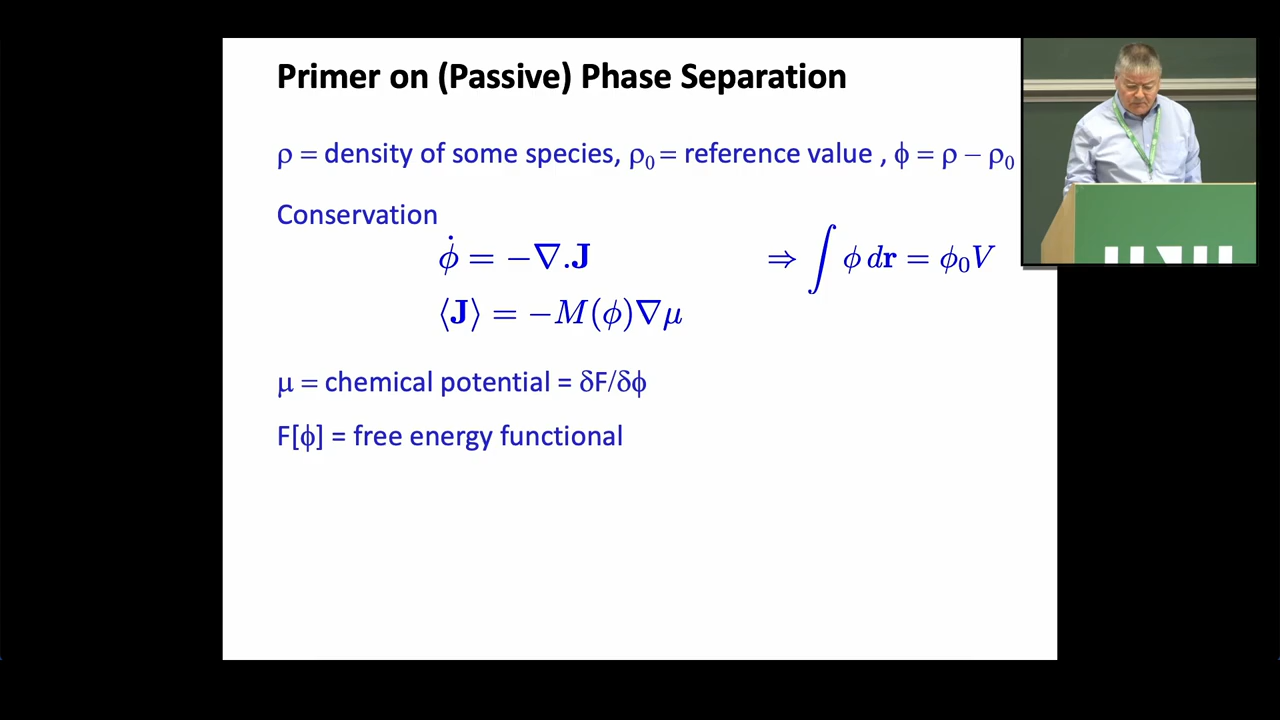 Primer on (Passive) Phase Separation
ρ = density of some species, ρ₀ = reference value , ϕ = ρ − ρ₀
Conservation
ϕ̇ = −∇.J ⇒ ∫ ϕ dr = ϕ₀V
⟨J⟩ = −M(ϕ)∇μ
μ = chemical potential = δF/δϕ
F[ϕ] = free energy functional